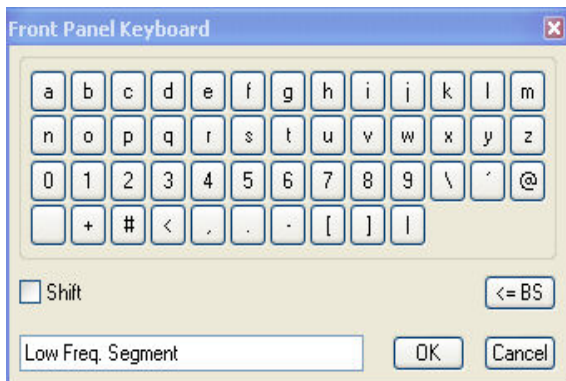 Front Panel Keyboard
a b c d e f g h i j k l m
n o p q r s t u v w x y z
0 1 2 3 4 5 6 7 8 9 \ ´ @
+ # < , . - [ ] |
Shift <= BS
Low Freq. Segment OK Cancel